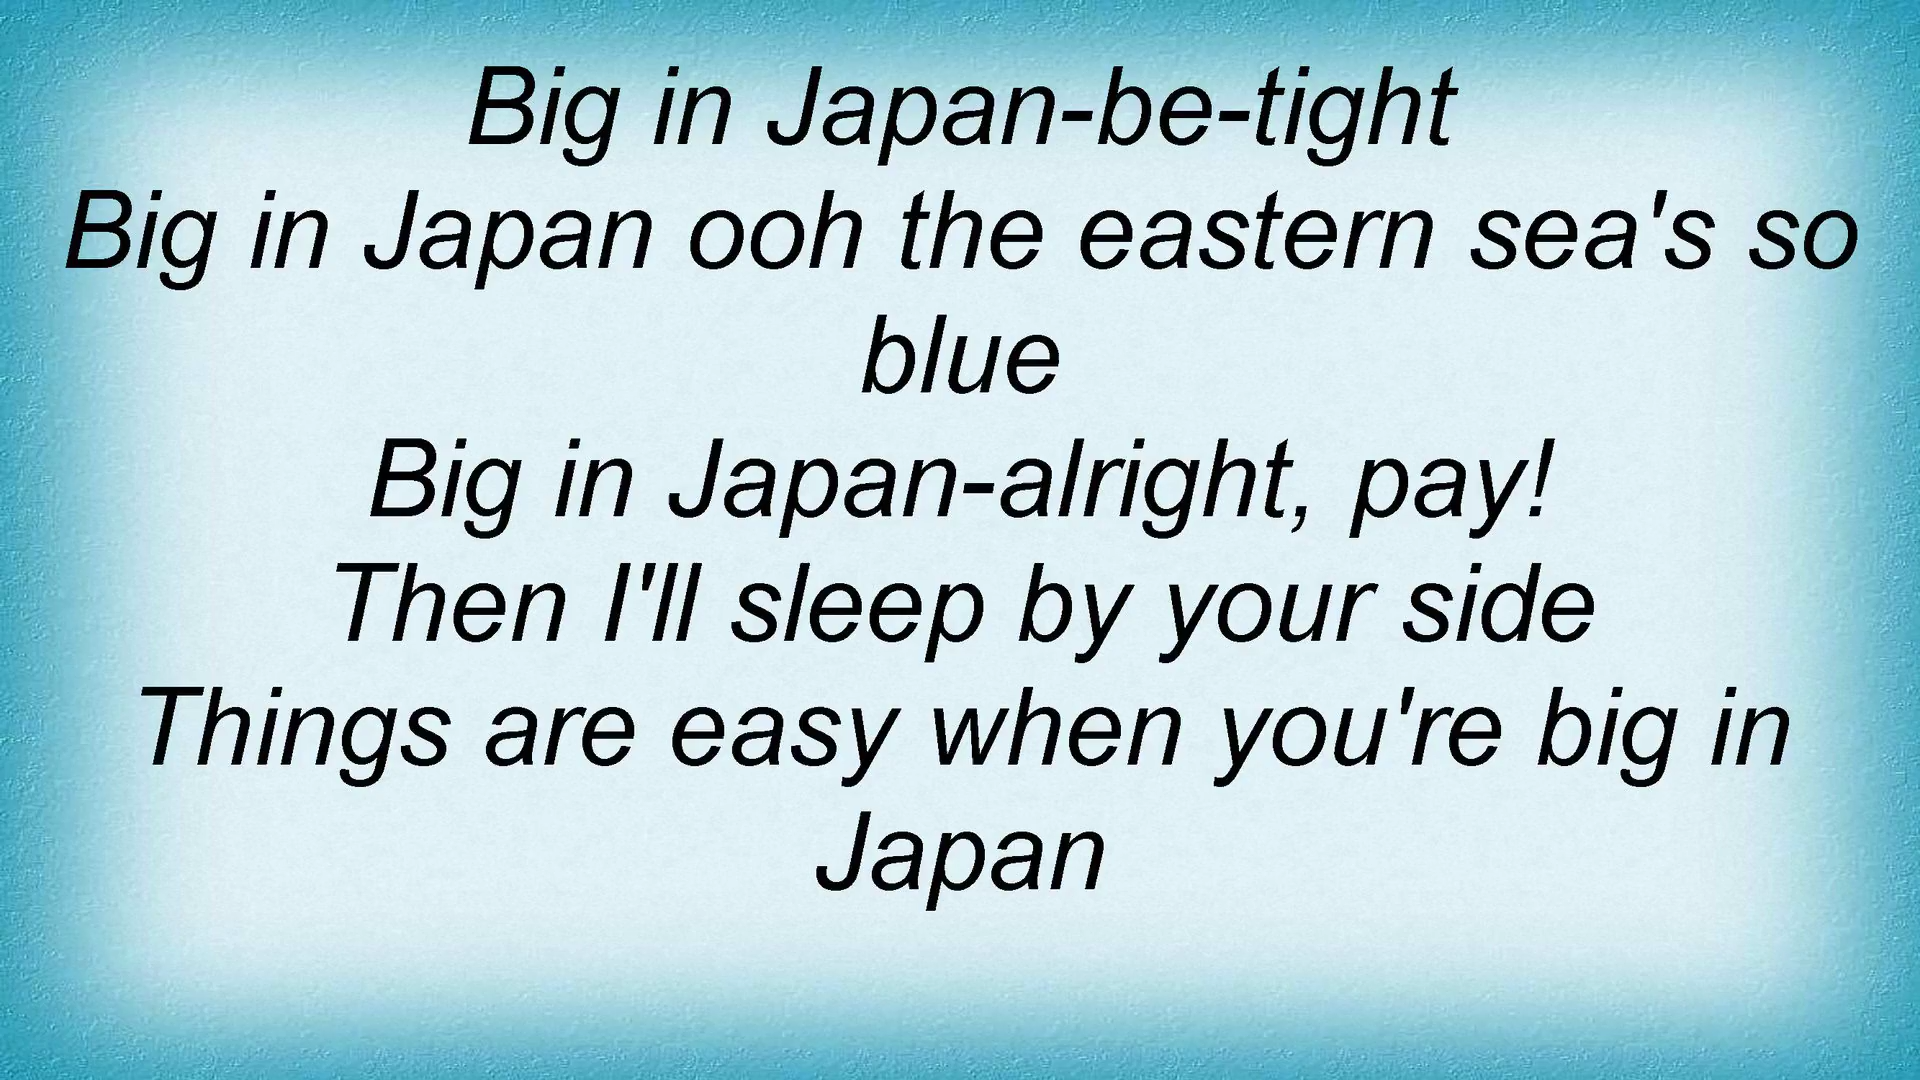 Big in Japan-be-tight
Big in Japan ooh the eastern sea's so
blue
Big in Japan-alright, pay!
Then I'll sleep by your side
Things are easy when you're big in
Japan